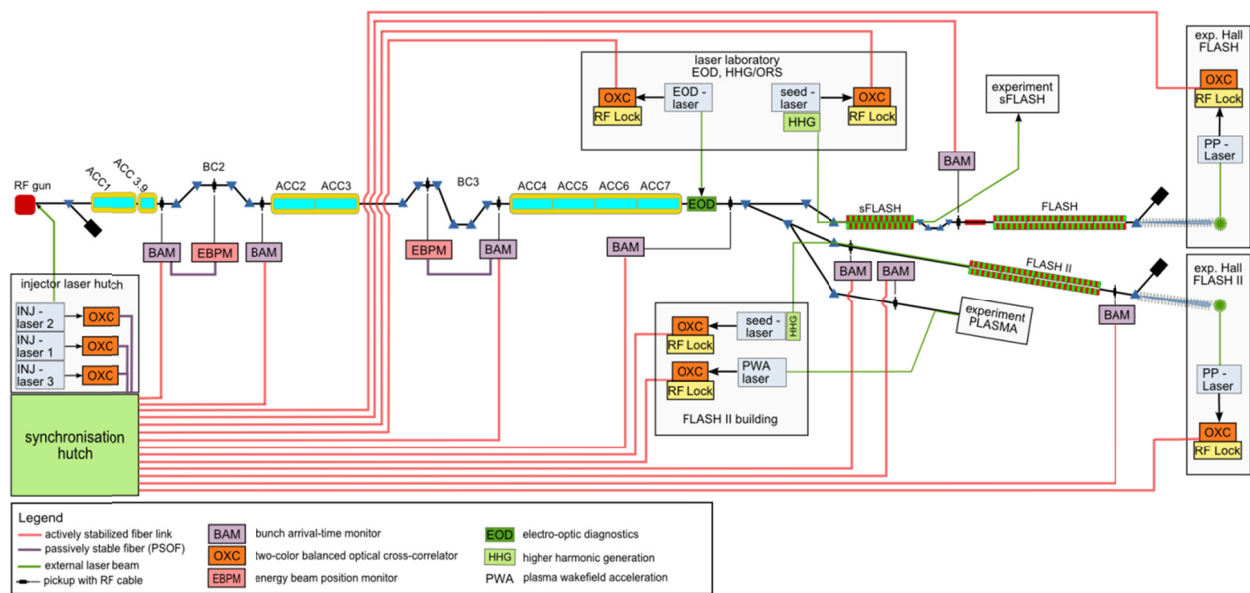 exp. Hall
FLASH
OXC
RF Lock
PP -
Laser
laser laboratory
EOD, HHG/ORS
OXC
RF Lock
EOD -
laser
seed -
laser
HHG
OXC
RF Lock
experiment
sFLASH
BAM
RF gun
ACC1
ACC 3.9
BC2
ACC2
ACC3
BC3
ACC4
ACC5
ACC6
ACC7
EOD
sFLASH
FLASH
BAM
EBPM
BAM
EBPM
BAM
BAM
BAM
BAM
FLASH II
BAM
exp. Hall
FLASH II
PP -
Laser
OXC
RF Lock
injector laser hutch
INJ -
laser 2
OXC
INJ -
laser 1
OXC
INJ -
laser 3
OXC
synchronisation
hutch
OXC
RF Lock
seed -
laser
HHG
OXC
RF Lock
PWA
laser
FLASH II building
experiment
PLASMA
Legend
actively stabilized fiber link
passively stable fiber (PSOF)
external laser beam
pickup with RF cable
BAM bunch arrival-time monitor
OXC two-color balanced optical cross-correlator
EBPM energy beam position monitor
EOD electro-optic diagnostics
HHG higher harmonic generation
PWA plasma wakefield acceleration